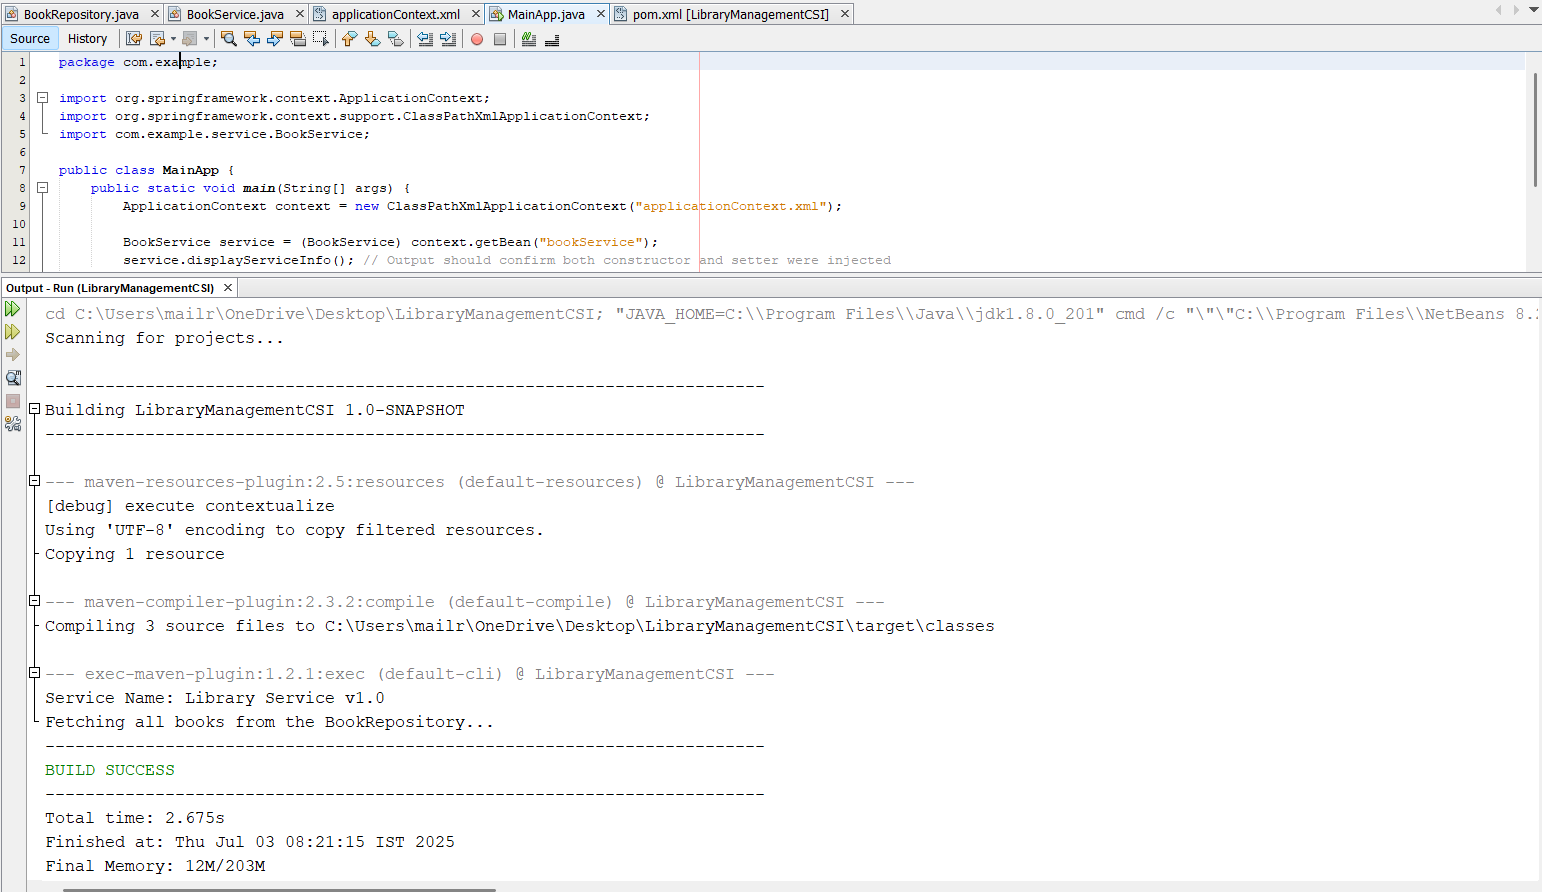 BookRepository.java BookService.java applicationContext.xml MainApp.java pom.xml [LibraryManagementCSI]
Source History
1 package com.example;
2
3 import org.springframework.context.ApplicationContext;
4 import org.springframework.context.support.ClassPathXmlApplicationContext;
5 import com.example.service.BookService;
6
7 public class MainApp {
8 public static void main(String[] args) {
9 ApplicationContext context = new ClassPathXmlApplicationContext("applicationContext.xml");
10
11 BookService service = (BookService) context.getBean("bookService");
12 service.displayServiceInfo(); // Output should confirm both constructor and setter were injected
Output - Run (LibraryManagementCSI)
cd C:\Users\mailr\OneDrive\Desktop\LibraryManagementCSI; "JAVA_HOME=C:\\Program Files\\Java\\jdk1.8.0_201" cmd /c "\"\"C:\\Program Files\\NetBeans 8.
Scanning for projects...
------------------------------------------------------------------------
Building LibraryManagementCSI 1.0-SNAPSHOT
------------------------------------------------------------------------
--- maven-resources-plugin:2.5:resources (default-resources) @ LibraryManagementCSI ---
[debug] execute contextualize
Using 'UTF-8' encoding to copy filtered resources.
Copying 1 resource
--- maven-compiler-plugin:2.3.2:compile (default-compile) @ LibraryManagementCSI ---
Compiling 3 source files to C:\Users\mailr\OneDrive\Desktop\LibraryManagementCSI\target\classes
--- exec-maven-plugin:1.2.1:exec (default-cli) @ LibraryManagementCSI ---
Service Name: Library Service v1.0
Fetching all books from the BookRepository...
------------------------------------------------------------------------
BUILD SUCCESS
------------------------------------------------------------------------
Total time: 2.675s
Finished at: Thu Jul 03 08:21:15 IST 2025
Final Memory: 12M/203M